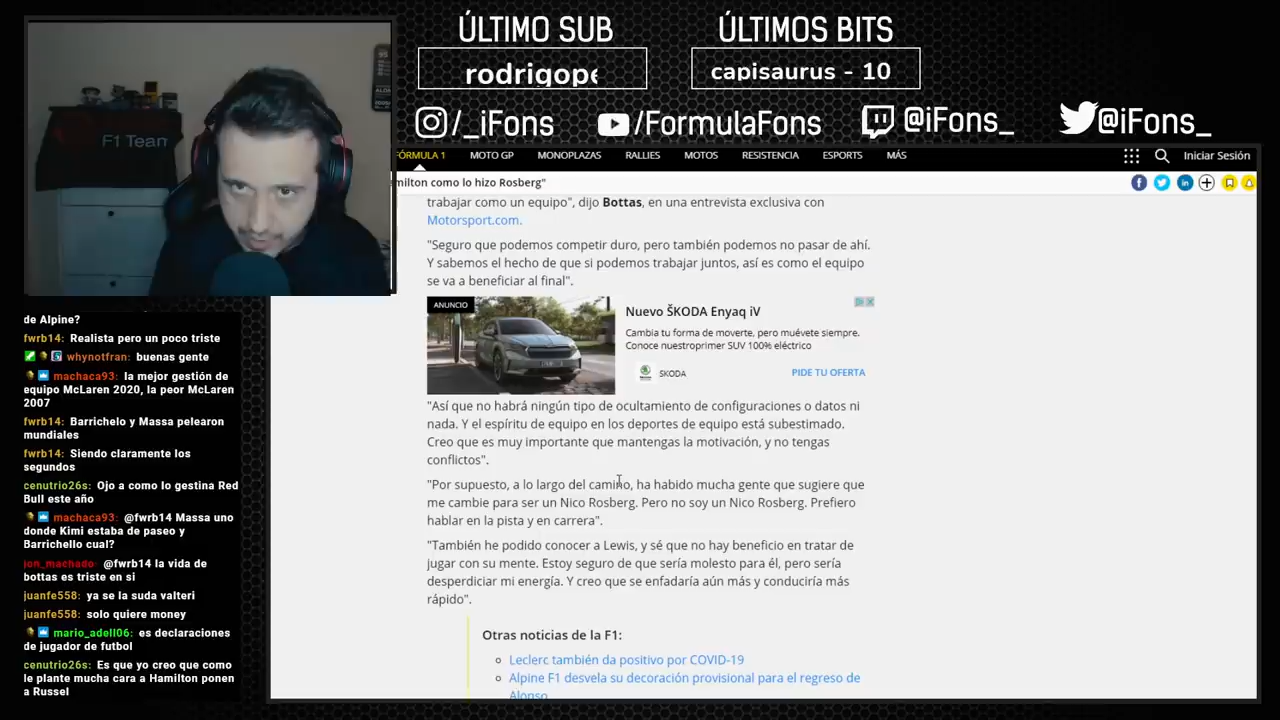 ÚLTIMO SUB
rodrigope
ÚLTIMOS BITS
capisaurus - 10
/_iFons
/FormulaFons
@iFons_
@iFons_
F1 Team
FÓRMULA 1 MOTO GP MONOPLAZAS RALLIES MOTOS RESISTENCIA ESPORTS MÁS Iniciar Sesión
milton como lo hizo Rosberg"
trabajar como un equipo", dijo Bottas, en una entrevista exclusiva con
Motorsport.com.
"Seguro que podemos competir duro, pero también podemos no pasar de ahí.
Y sabemos el hecho de que si podemos trabajar juntos, así es como el equipo
se va a beneficiar al final".
ANUNCIO
Nuevo ŠKODA Enyaq iV
Cambia tu forma de moverte, pero muévete siempre.
Conoce nuestroprimer SUV 100% eléctrico
SKODA
PIDE TU OFERTA
"Así que no habrá ningún tipo de ocultamiento de configuraciones o datos ni
nada. Y el espíritu de equipo en los deportes de equipo está subestimado.
Creo que es muy importante que mantengas la motivación, y no tengas
conflictos".
"Por supuesto, a lo largo del camino, ha habido mucha gente que sugiere que
me cambie para ser un Nico Rosberg. Pero no soy un Nico Rosberg. Prefiero
hablar en la pista y en carrera".
"También he podido conocer a Lewis, y sé que no hay beneficio en tratar de
jugar con su mente. Estoy seguro de que sería molesto para él, pero sería
desperdiciar mi energía. Y creo que se enfadaría aún más y conduciría más
rápido".
Otras noticias de la F1:
Leclerc también da positivo por COVID-19
Alpine F1 desvela su decoración provisional para el regreso de
Alonso
de Alpine?
fwrb14: Realista pero un poco triste
whynotfran: buenas gente
machaca93: la mejor gestión de
equipo McLaren 2020, la peor McLaren
2007
fwrb14: Barrichelo y Massa pelearon
mundiales
fwrb14: Siendo claramente los
segundos
cenutrio26s: Ojo a como lo gestina Red
Bull este año
machaca93: @fwrb14 Massa uno
donde Kimi estaba de paseo y
Barrichello cual?
jon_machado: @fwrb14 la vida de
bottas es triste en si
juanfe558: ya se la suda valteri
juanfe558: solo quiere money
mario_adell06: es declaraciones
de jugador de futbol
cenutrio26s: Es que yo creo que como
le plante mucha cara a Hamilton ponen
a Russel